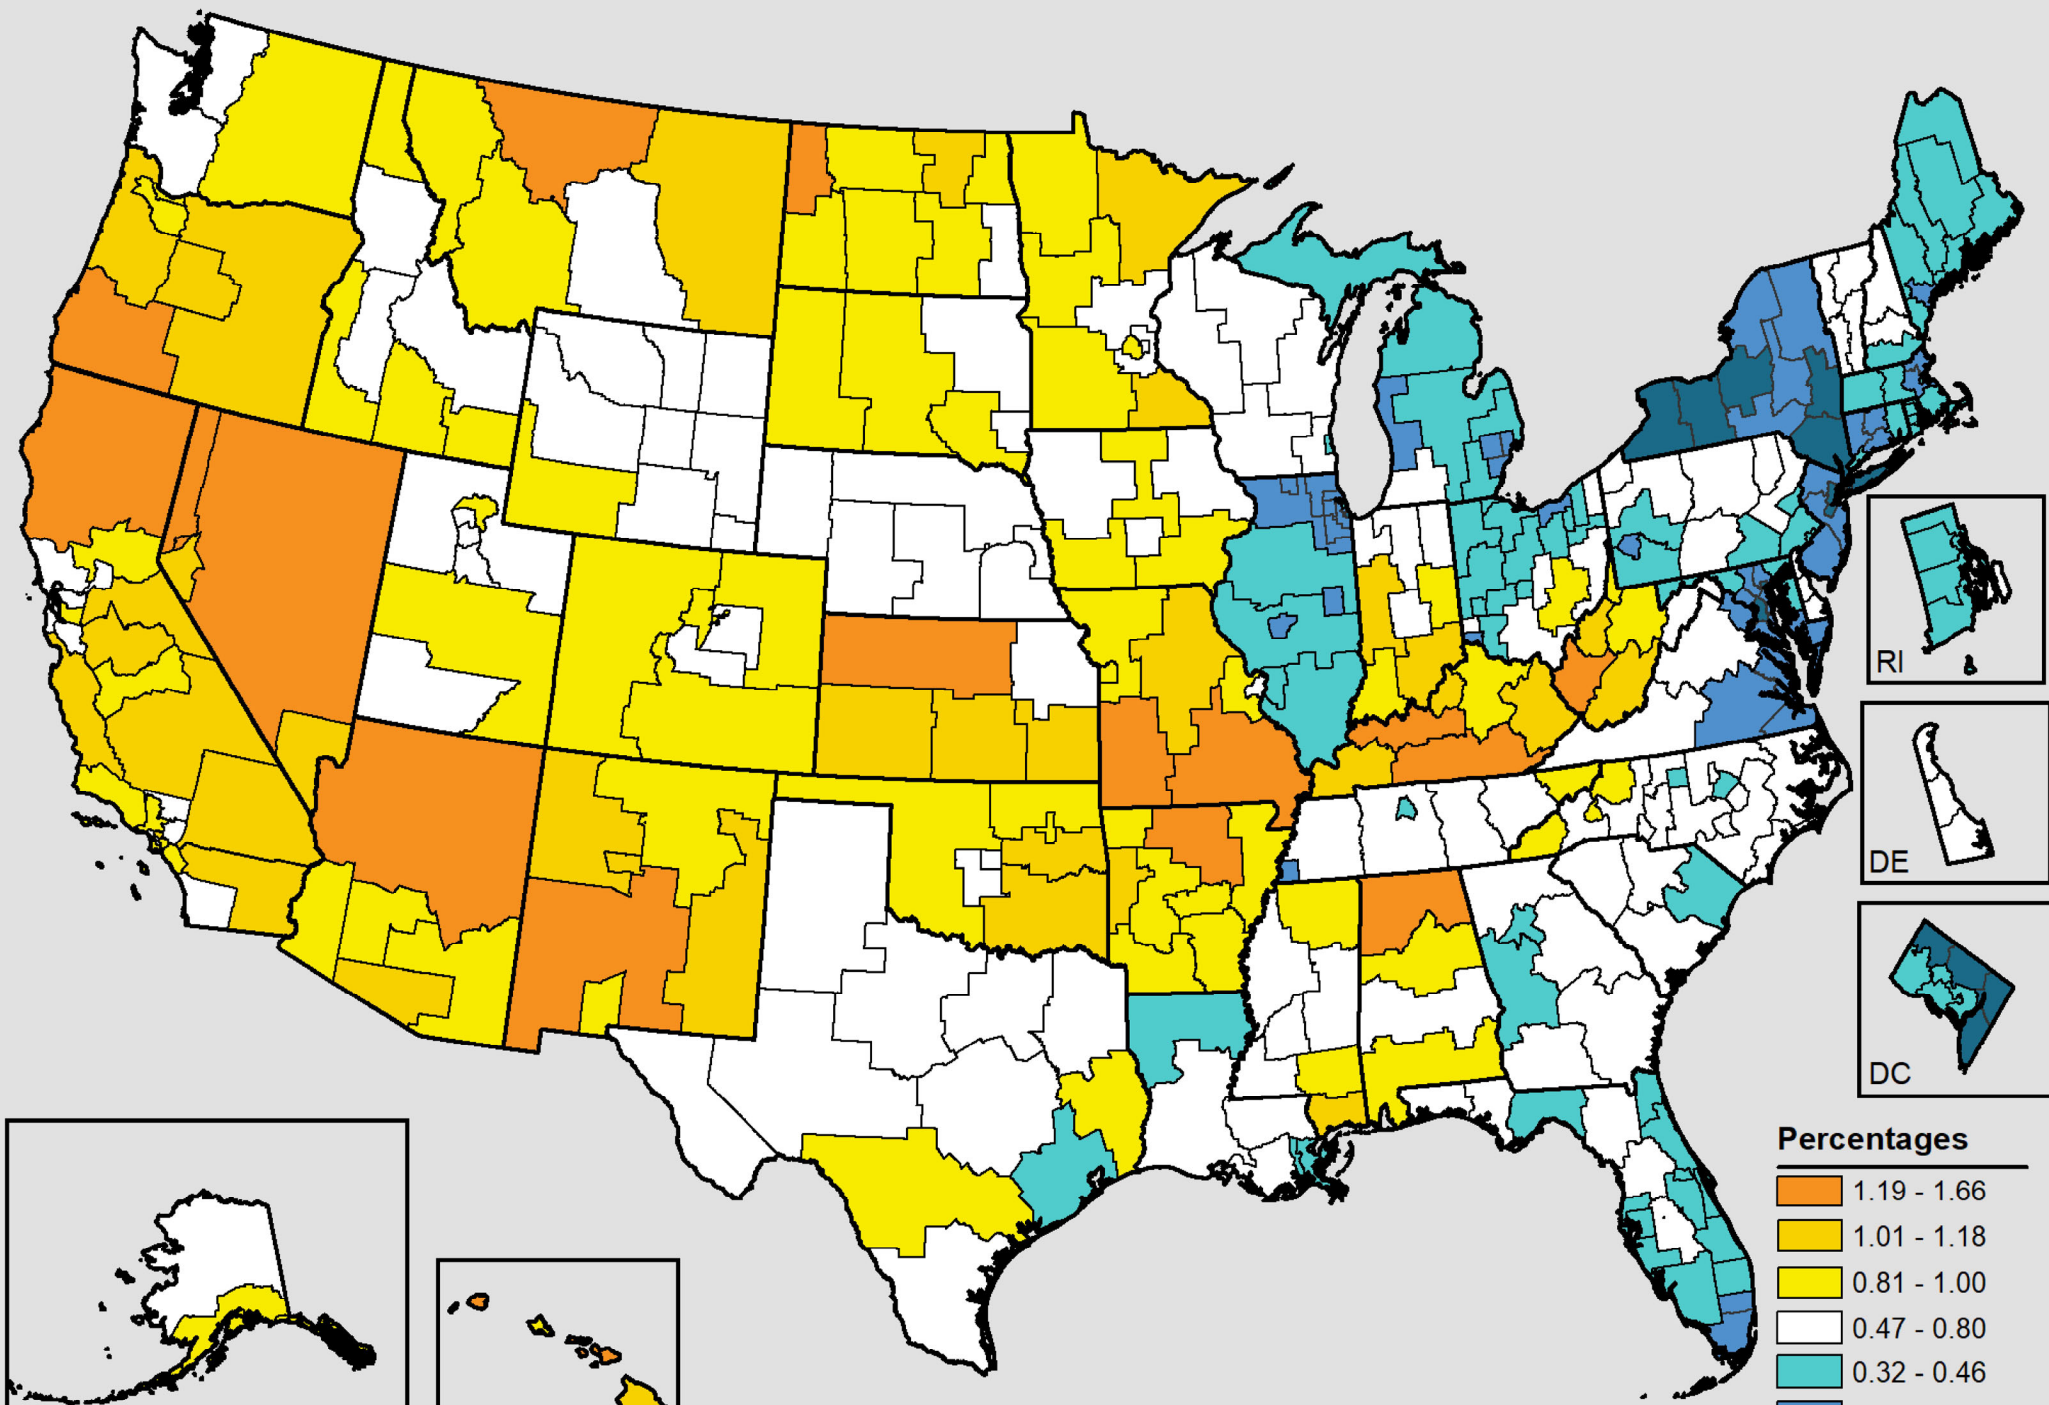 RI
DE
DC
Percentages
1.19 - 1.66
1.01 - 1.18
0.81 - 1.00
0.47 - 0.80
0.32 - 0.46